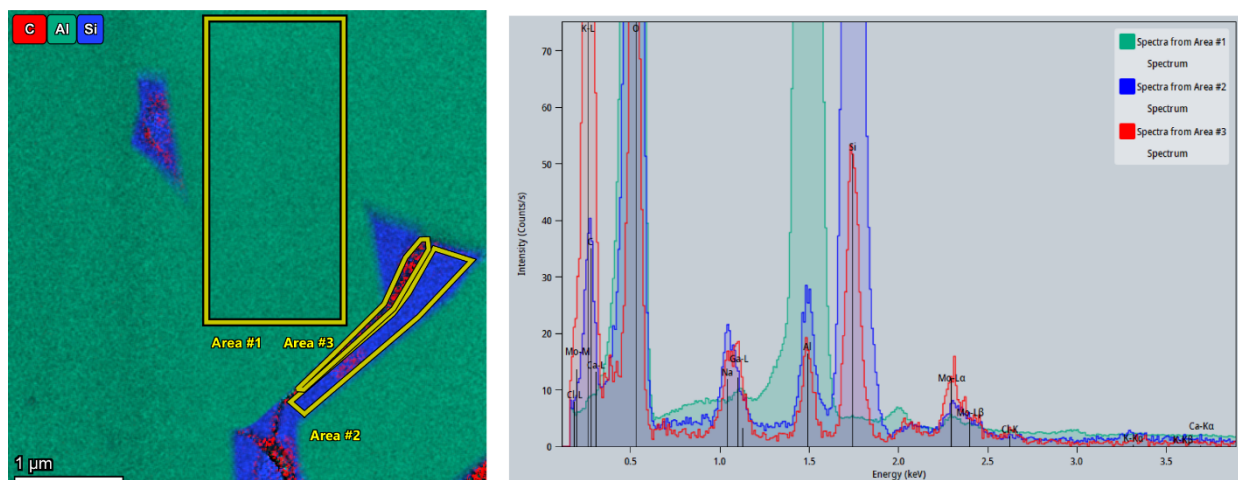 C Al Si
Area #1 Area #3
Area #2
1 µm
Intensity (Counts/s)
70
60
50
40
30
20
10
0
K-L
O
C
Mo-M
Ca-L
Cl-L
Na
Ga-L
Al
Si
Mo-Lα
Mo-Lβ
Cl-K
K-Kα
K-Kβ
Ca-Kα
0.5 1.0 1.5 2.0 2.5 3.0 3.5
Energy (keV)
Spectra from Area #1
Spectrum
Spectra from Area #2
Spectrum
Spectra from Area #3
Spectrum